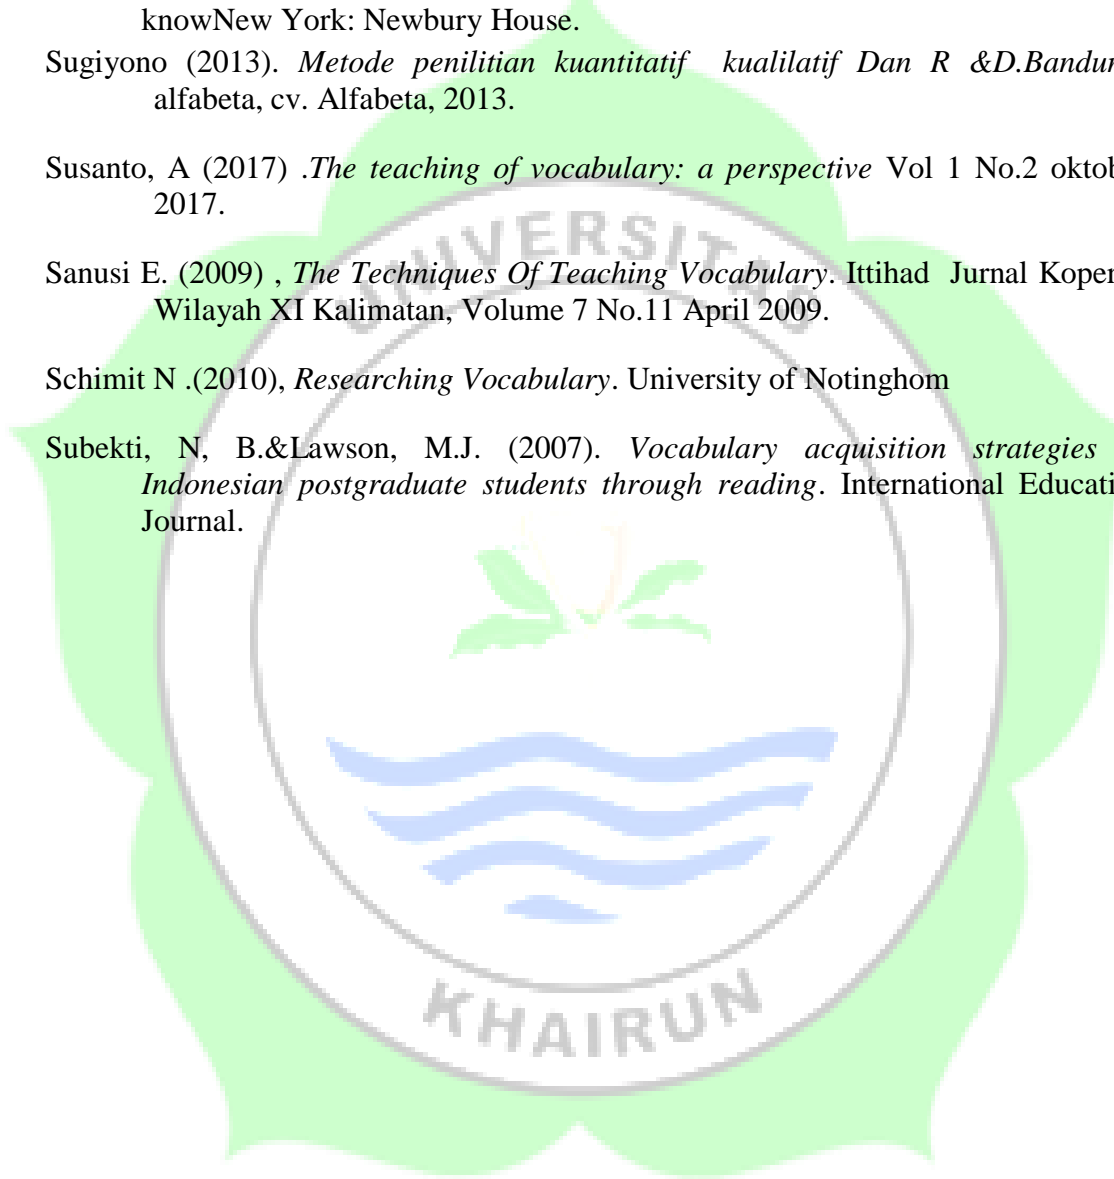 knowNew York: Newbury House.
Sugiyono (2013). Metode penilitian kuantitatif kualilatif Dan R &D.Bandun
alfabeta, cv. Alfabeta, 2013.
Susanto, A (2017) .The teaching of vocabulary: a perspective Vol 1 No.2 oktob
2017.
Sanusi E. (2009) , The Techniques Of Teaching Vocabulary. Ittihad Jurnal Koper
Wilayah XI Kalimatan, Volume 7 No.11 April 2009.
Schimit N .(2010), Researching Vocabulary. University of Notinghom
Subekti, N, B.&Lawson, M.J. (2007). Vocabulary acquisition strategies
Indonesian postgraduate students through reading. International Educati
Journal.
UNIVERSITAS
KHAIRUN